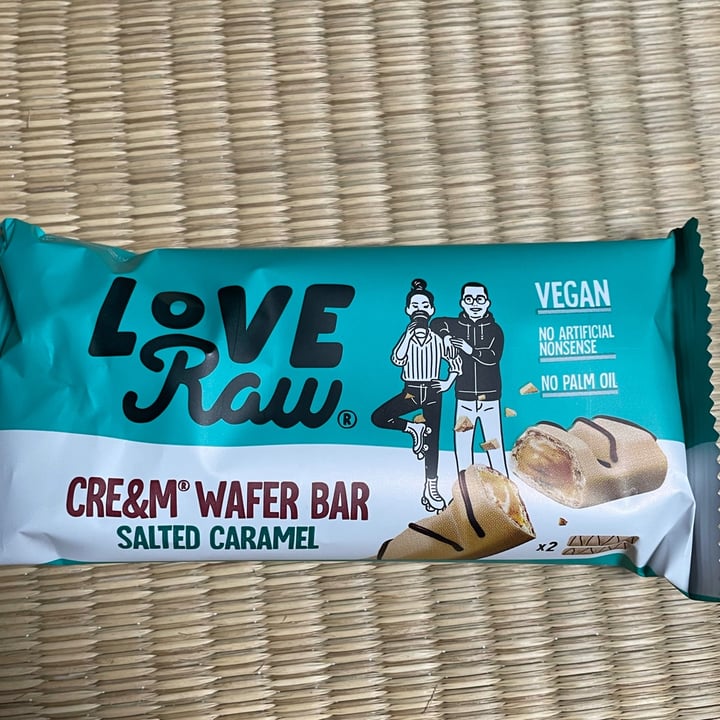 LOVE
Raw®
VEGAN
NO ARTIFICIAL
NONSENSE
NO PALM OIL
CRE&M® WAFER BAR
SALTED CARAMEL
x2